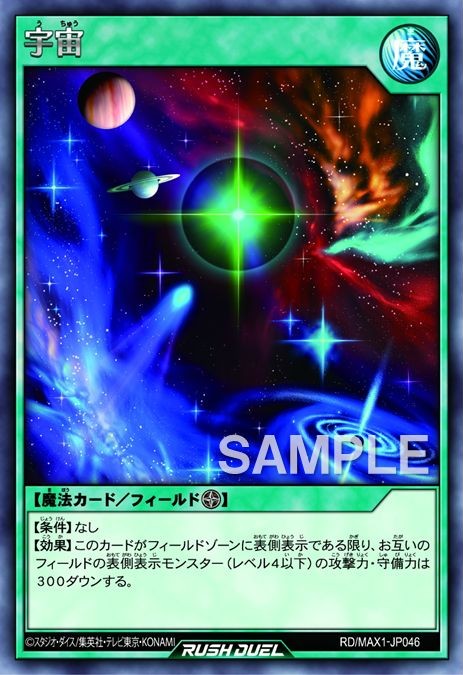 宇宙
魔
SAMPLE
【魔法カード／フィールド】
【条件】なし
【効果】このカードがフィールドゾーンに表側表示である限り、お互いの
フィールドの表側表示モンスター（レベル４以下）の攻撃力・守備力は
３００ダウンする。
©スタジオ・ダイス/集英社・テレビ東京・KONAMI
RUSH DUEL
RD/MAX1-JP046